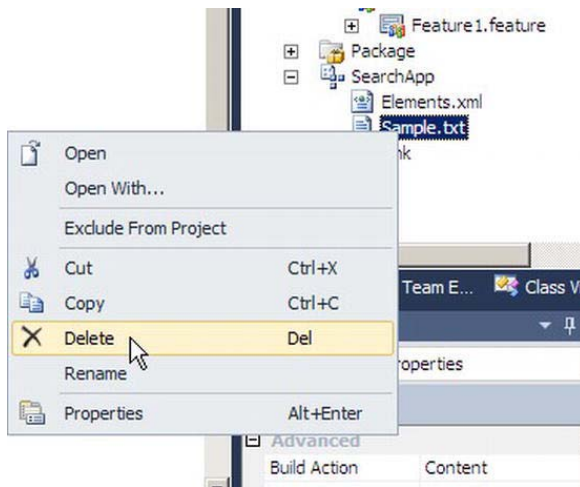 Feature1.feature
Package
SearchApp
Elements.xml
Sample.txt
Open
Open With...
Exclude From Project
Cut Ctrl+X
Copy Ctrl+C
Delete Del
Rename
Properties Alt+Enter
Team E... Class V
roperties
Advanced
Build Action Content